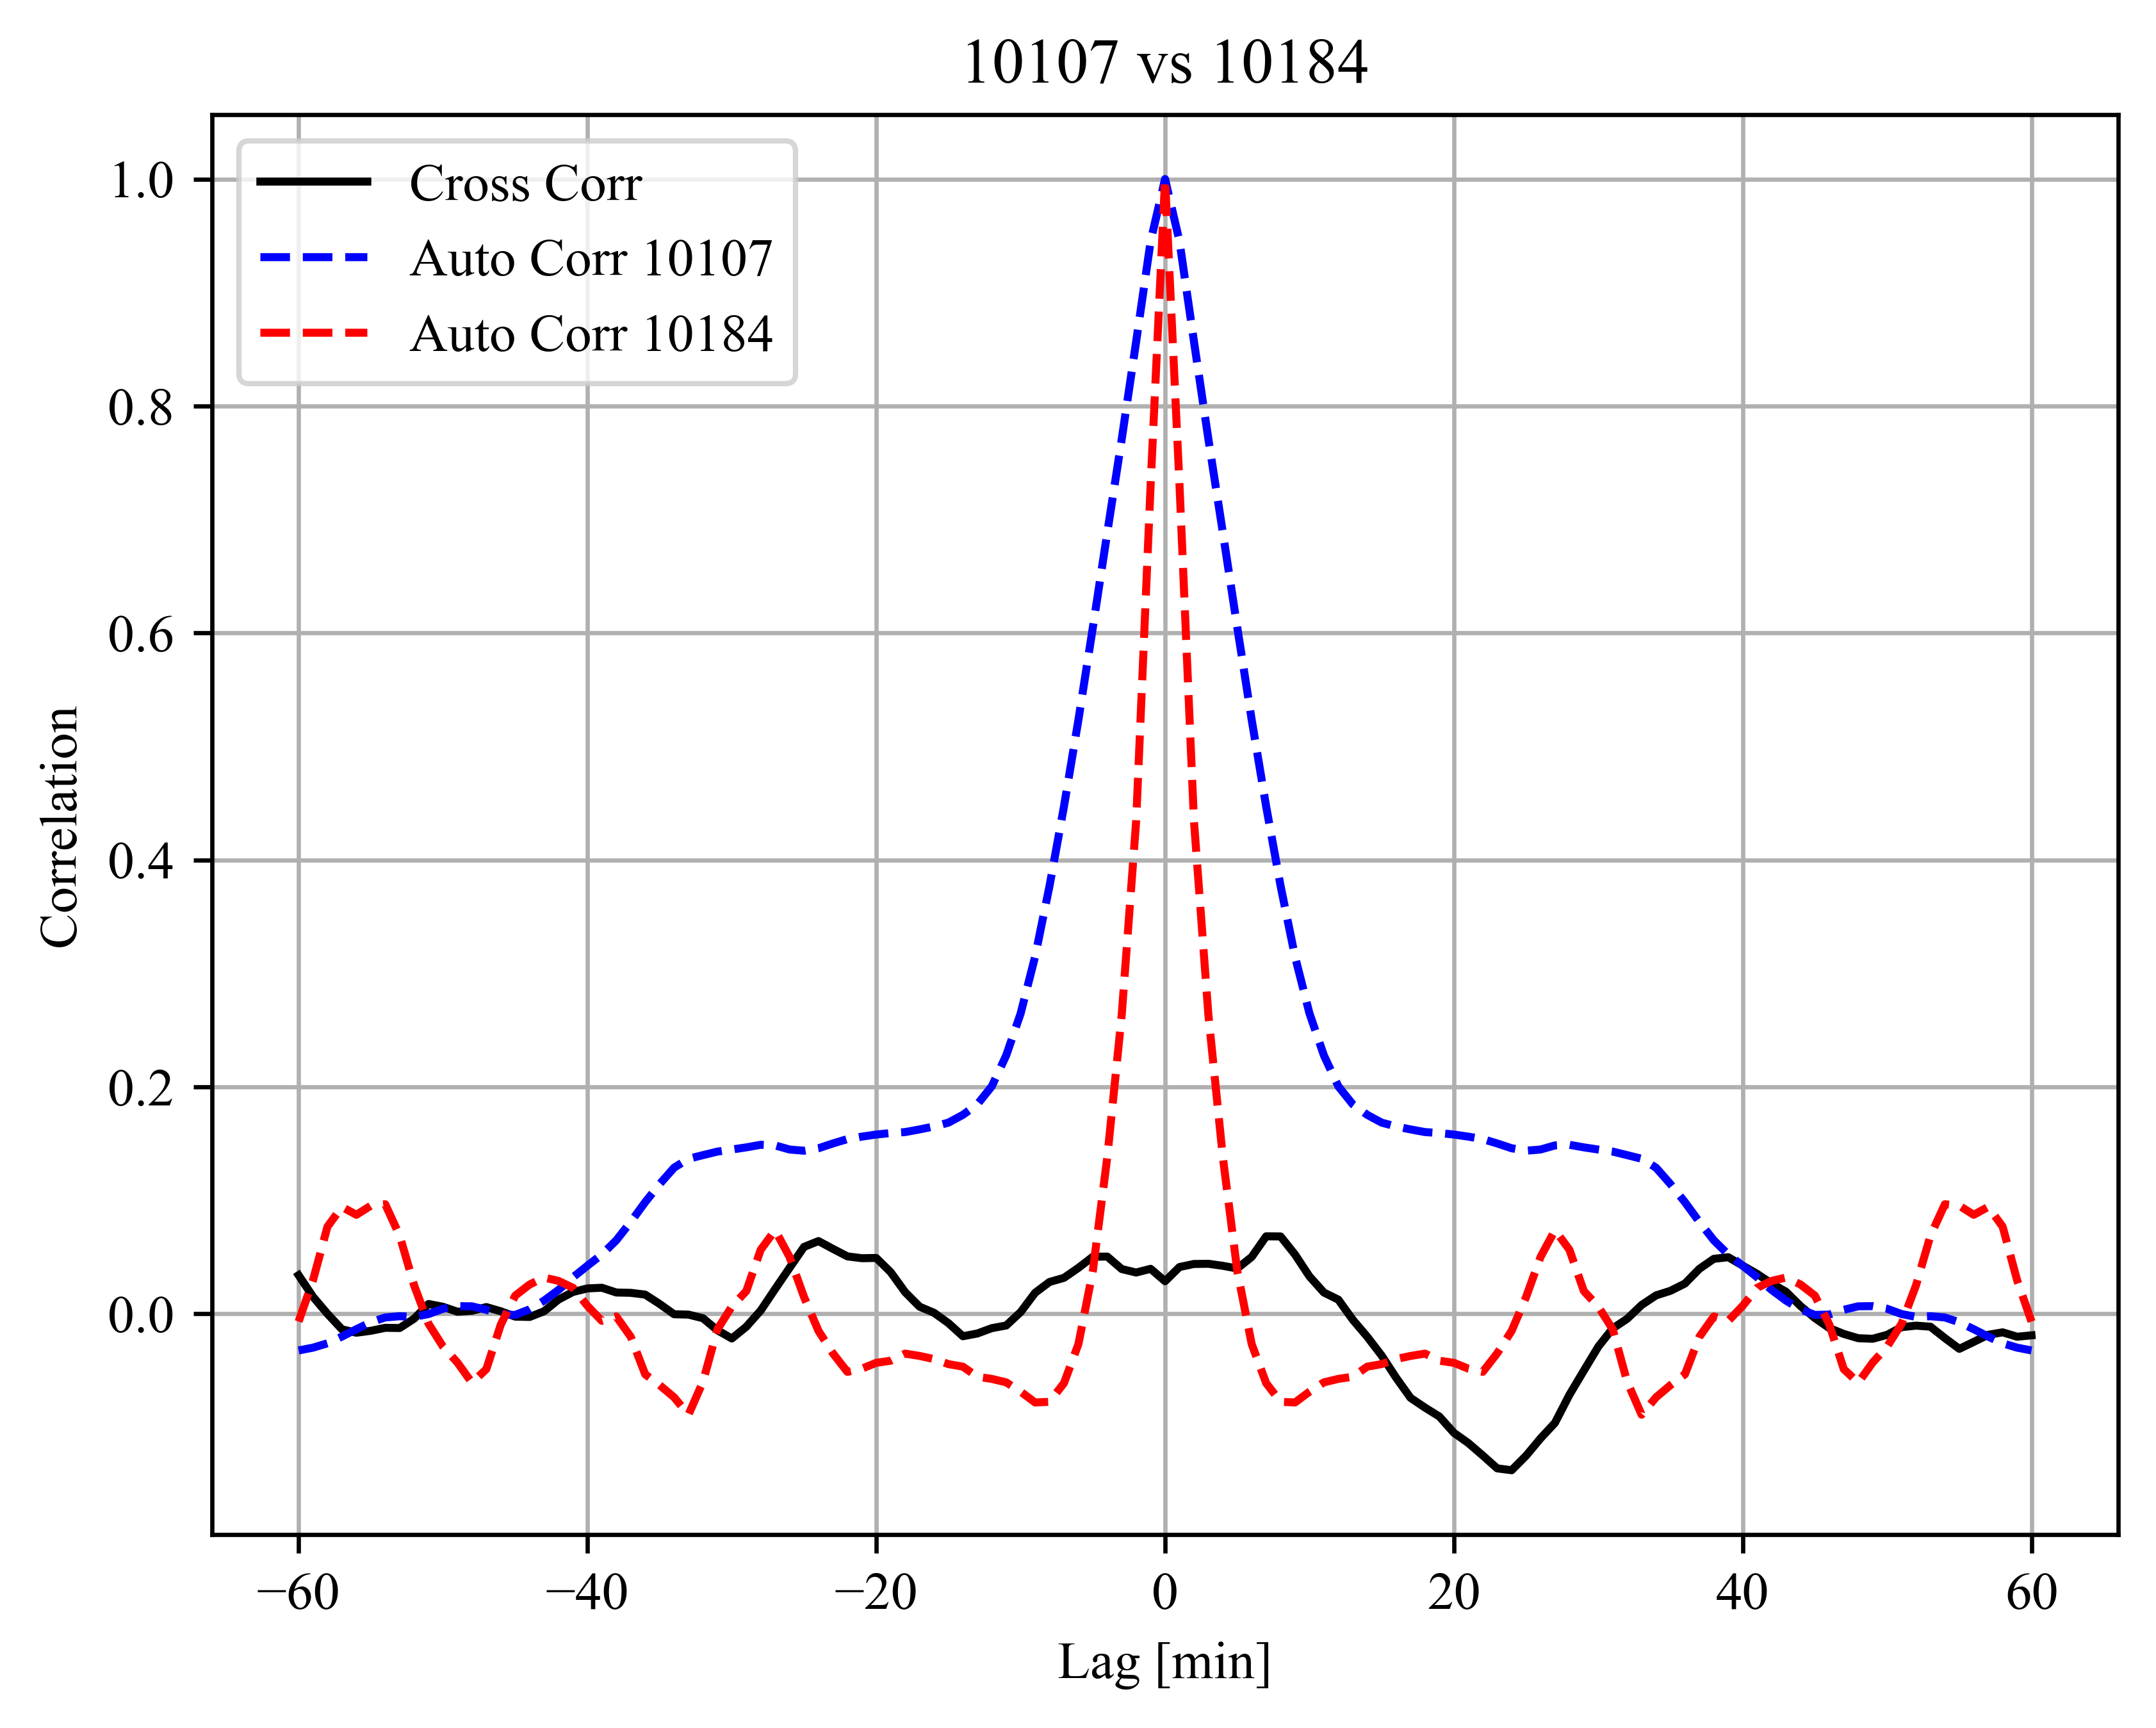 10107 vs 10184
Cross Corr
Auto Corr 10107
Auto Corr 10184
1.0
0.8
0.6
0.4
0.2
0.0
Correlation
−60 −40 −20 0 20 40 60
Lag [min]